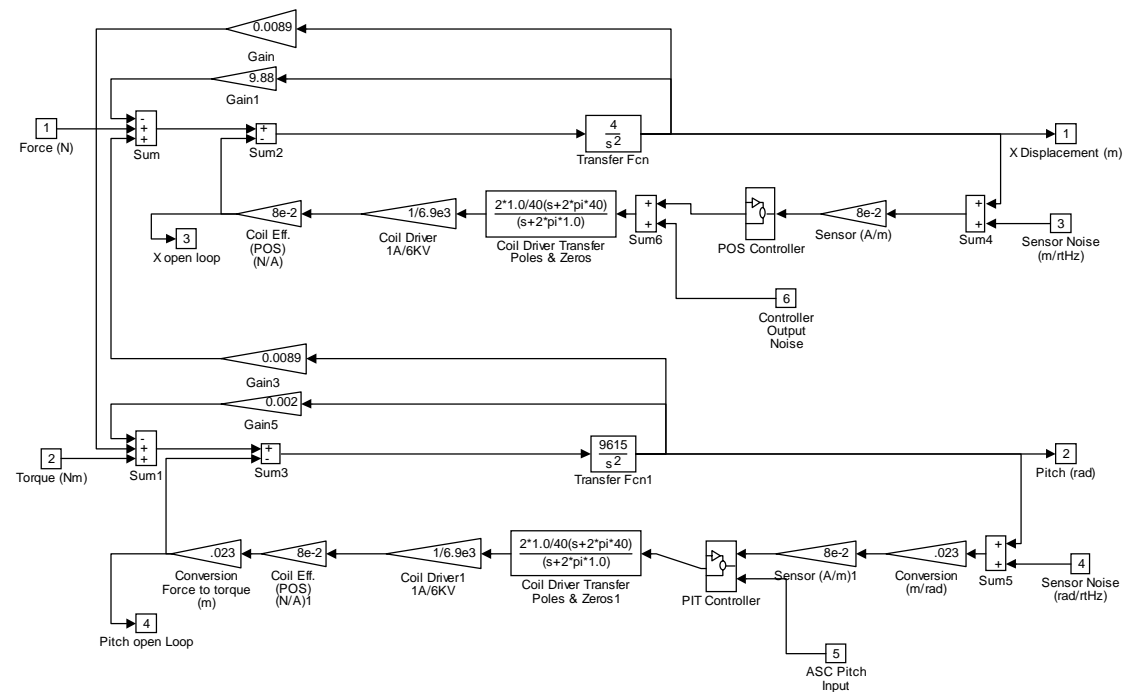 0.0089
Gain
9.88
Gain1
1
Force (N)
-
+
+
Sum
+
-
Sum2
4
s 2
Transfer Fcn
1
X Displacement (m)
3
X open loop
8e-2
Coil Eff.
(POS)
(N/A)
1/6.9e3
Coil Driver
1A/6KV
2*1.0/40(s+2*pi*40)
(s+2*pi*1.0)
Coil Driver Transfer
Poles & Zeros
+
+
Sum6
POS Controller
8e-2
Sensor (A/m)
+
+
Sum4
3
Sensor Noise
(m/rtHz)
6
Controller
Output
Noise
0.0089
Gain3
0.002
Gain5
2
Torque (Nm)
-
+
+
Sum1
+
-
Sum3
9615
s 2
Transfer Fcn1
2
Pitch (rad)
.023
Conversion
Force to torque
(m)
8e-2
Coil Eff.
(POS)
(N/A)1
1/6.9e3
Coil Driver1
1A/6KV
2*1.0/40(s+2*pi*40)
(s+2*pi*1.0)
Coil Driver Transfer
Poles & Zeros1
PIT Controller
8e-2
Sensor (A/m)1
.023
Conversion
(m/rad)
+
+
Sum5
4
Sensor Noise
(rad/rtHz)
4
Pitch open Loop
5
ASC Pitch
Input